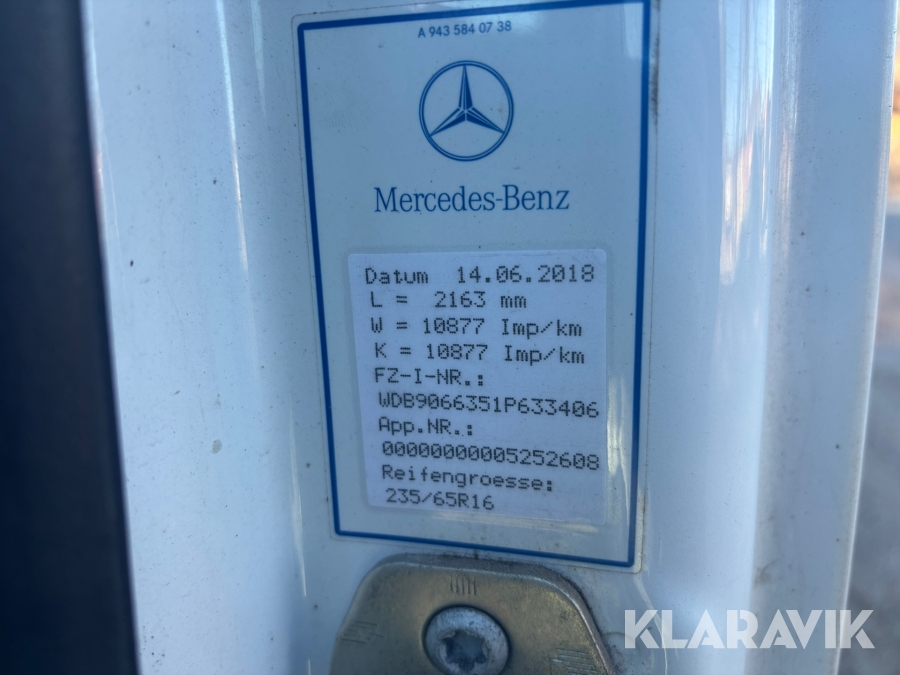 A 943 584 07 38
Mercedes-Benz
Datum 14.06.2018
L = 2163 mm
W = 10877 Imp/km
K = 10877 Imp/km
FZ-I-NR.:
WDB9066351P633406
App.NR.:
00000000005252608
Reifengroesse:
235/65R16
KLARAVIK